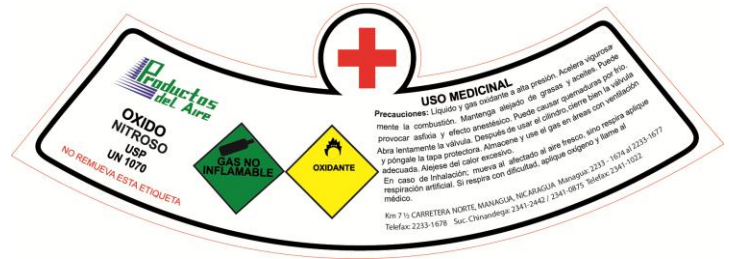 Productos
del Aire
OXIDO
NITROSO
USP
UN 1070
NO REMUEVA ESTA ETIQUETA
GAS NO
INFLAMABLE
OXIDANTE
USO MEDICINAL
Precauciones: Líquido y gas oxidante a alta presión. Acelera vigorosa-
mente la combustión. Mantenga alejado de grasas y aceites. Puede
provocar asfixia y efecto anestésico. Puede causar quemaduras por frio.
Abra lentamente la válvula. Después de usar el cilindro, cierre bien la válvula
y póngale la tapa protectora. Almacene y use el gas en áreas con ventilación
adecuada. Alejese del calor excesivo.
En caso de Inhalación; mueva al afectado al aire fresco, sino respira aplique
respiración artificial. Si respira con dificultad, aplique oxígeno y llame al
médico.
Km 7 ½ CARRETERA NORTE, MANAGUA, NICARAGUA Managua: 2233 - 1674 al 2233-1677
Telefax: 2233-1678 Suc. Chinandega: 2341-2442 / 2341-0875 Telefax: 2341-1022